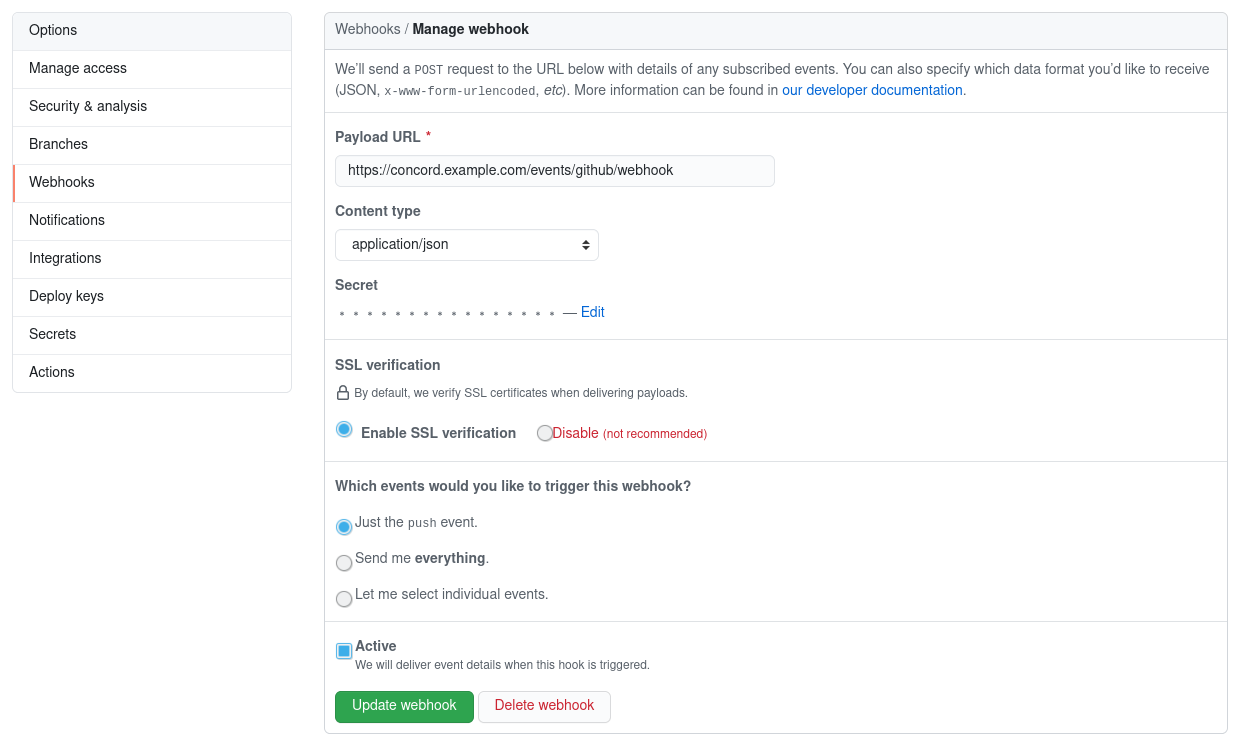 Options
Manage access
Security & analysis
Branches
Webhooks
Notifications
Integrations
Deploy keys
Secrets
Actions
Webhooks / Manage webhook
We'll send a POST request to the URL below with details of any subscribed events. You can also specify which data format you'd like to receive
(JSON, x-www-form-urlencoded, etc). More information can be found in our developer documentation.
Payload URL *
https://concord.example.com/events/github/webhook
Content type
application/json
Secret
* * * * * * * * * * * * * * * * — Edit
SSL verification
By default, we verify SSL certificates when delivering payloads.
Enable SSL verification Disable (not recommended)
Which events would you like to trigger this webhook?
Just the push event.
Send me everything.
Let me select individual events.
Active
We will deliver event details when this hook is triggered.
Update webhook Delete webhook